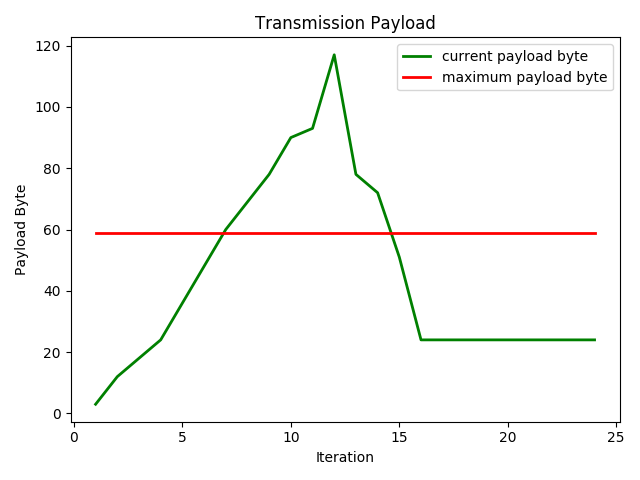 Transmission Payload
current payload byte
maximum payload byte
120
100
80
60
40
20
0
Payload Byte
0 5 10 15 20 25
Iteration